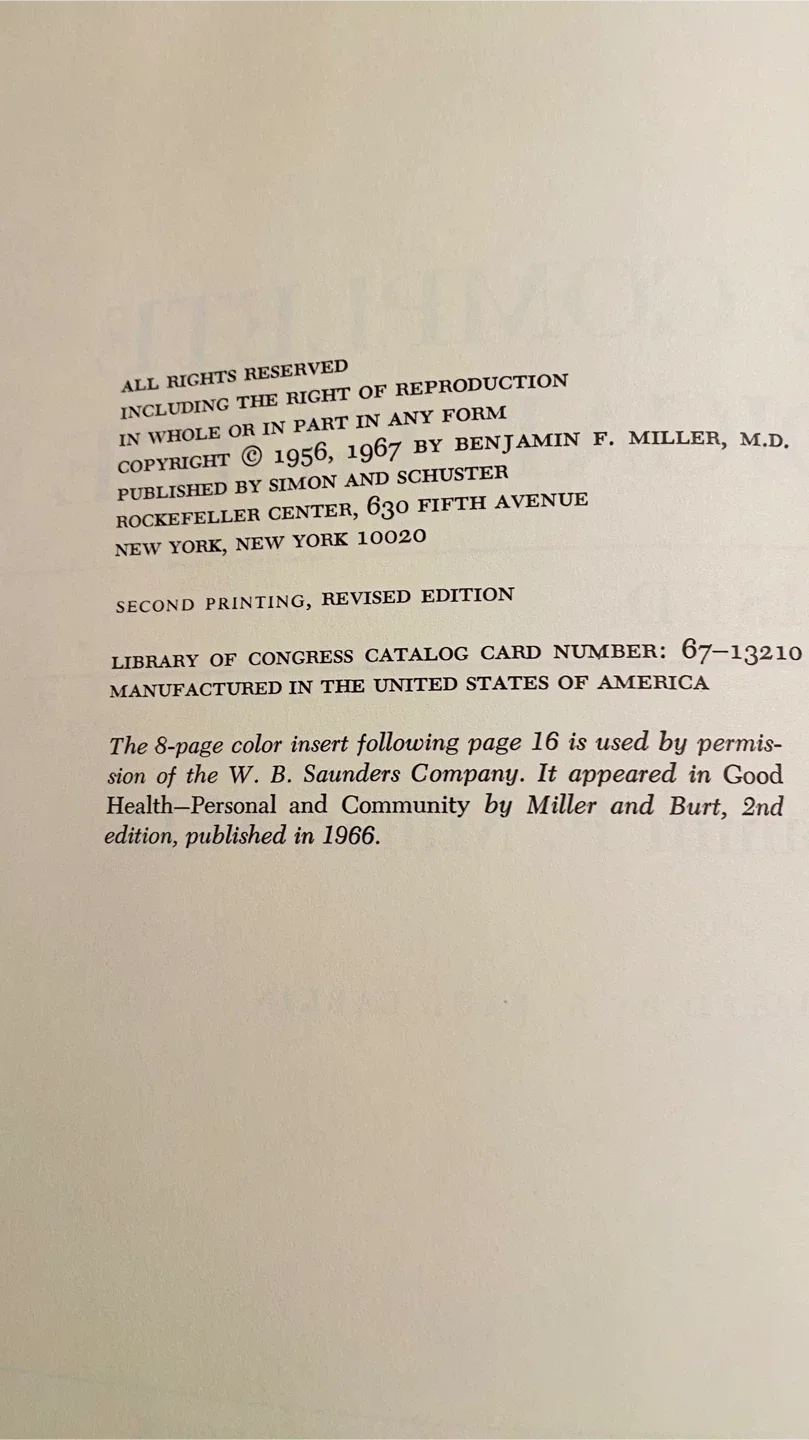 ALL RIGHTS RESERVED
INCLUDING THE RIGHT OF REPRODUCTION
IN WHOLE OR IN PART IN ANY FORM
COPYRIGHT © 1956, 1967 BY BENJAMIN F. MILLER, M.D.
PUBLISHED BY SIMON AND SCHUSTER
ROCKEFELLER CENTER, 630 FIFTH AVENUE
NEW YORK, NEW YORK 10020
SECOND PRINTING, REVISED EDITION
LIBRARY OF CONGRESS CATALOG CARD NUMBER: 67–13210
MANUFACTURED IN THE UNITED STATES OF AMERICA
The 8-page color insert following page 16 is used by permis-
sion of the W. B. Saunders Company. It appeared in Good
Health—Personal and Community by Miller and Burt, 2nd
edition, published in 1966.